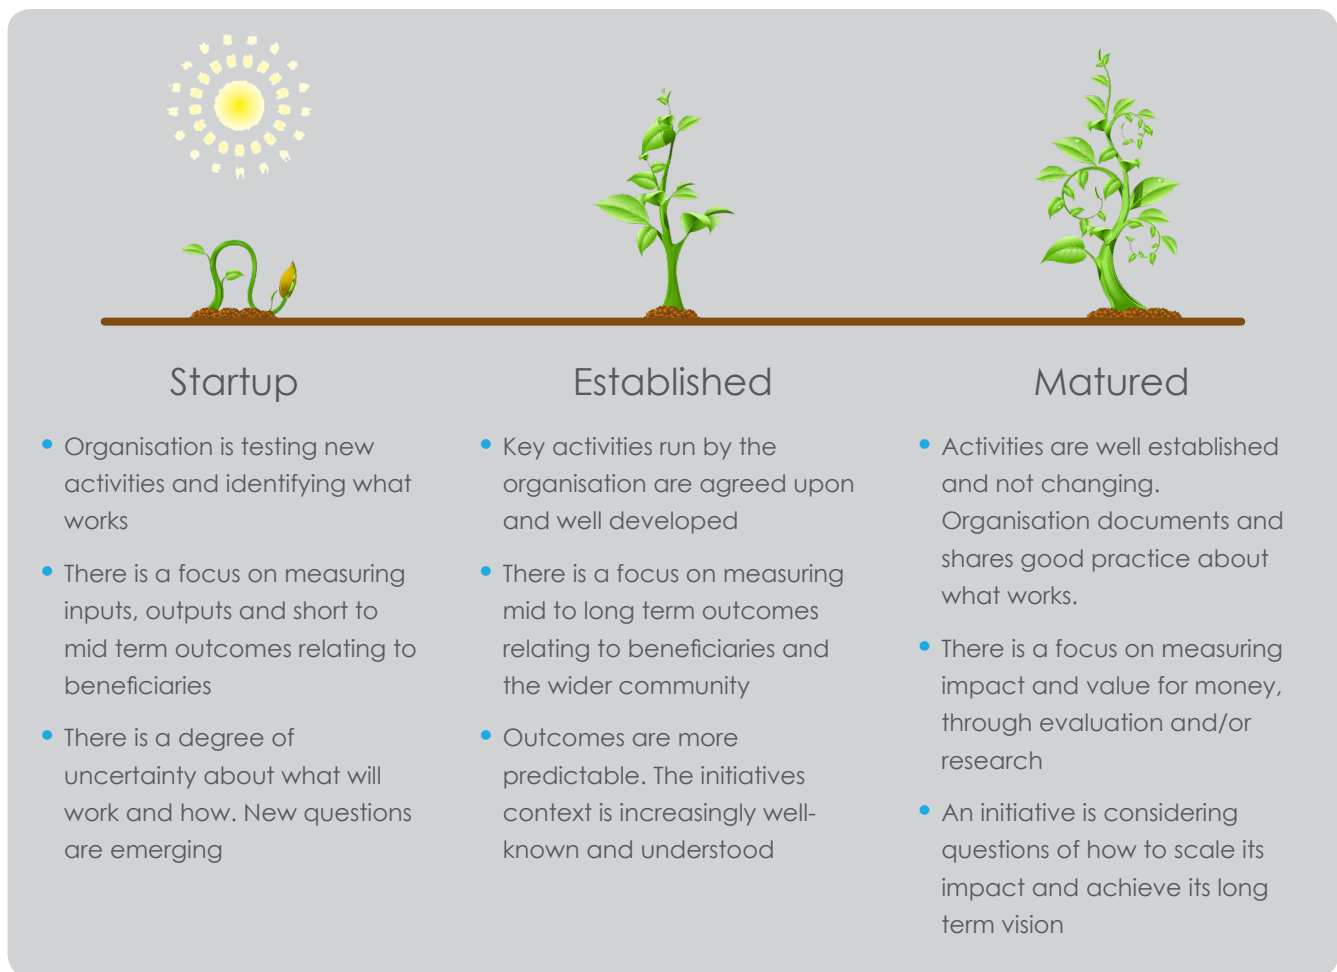 Startup
• Organisation is testing new
activities and identifying what
works
• There is a focus on measuring
inputs, outputs and short to
mid term outcomes relating to
beneficiaries
• There is a degree of
uncertainty about what will
work and how. New questions
are emerging
Established
• Key activities run by the
organisation are agreed upon
and well developed
• There is a focus on measuring
mid to long term outcomes
relating to beneficiaries and
the wider community
• Outcomes are more
predictable. The initiatives
context is increasingly well-
known and understood
Matured
• Activities are well established
and not changing.
Organisation documents and
shares good practice about
what works.
• There is a focus on measuring
impact and value for money,
through evaluation and/or
research
• An initiative is considering
questions of how to scale its
impact and achieve its long
term vision